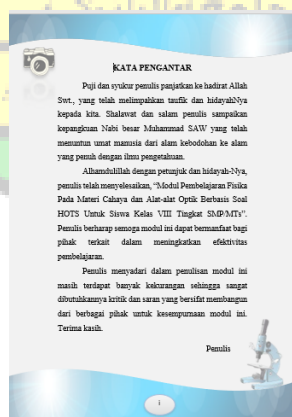 KATA PENGANTAR
Puji dan syukur penulis panjatkan ke hadirat Allah
Swt., yang telah melimpahkan taufik dan hidayahNya
kepada kita. Shalawat dan salam penulis sampaikan
kepangkuan Nabi besar Muhammad SAW yang telah
menuntun umat manusia dari alam kebodohan ke alam
yang penuh dengan ilmu pengetahuan.
Alhamdulillah dengan petunjuk dan hidayah-Nya,
penulis telah menyelesaikan, “Modul Pembelajaran Fisika
Pada Materi Cahaya dan Alat-alat Optik Berbasis Soal
HOTS Untuk Siswa Kelas VIII Tingkat SMP/MTs”.
Penulis berharap semoga modul ini dapat bermanfaat bagi
pihak terkait dalam meningkatkan efektivitas
pembelajaran.
Penulis menyadari dalam penulisan modul ini
masih terdapat banyak kekurangan sehingga sangat
dibutuhkannya kritik dan saran yang bersifat membangun
dari berbagai pihak untuk kesempurnaan modul ini.
Terima kasih.
Penulis
i